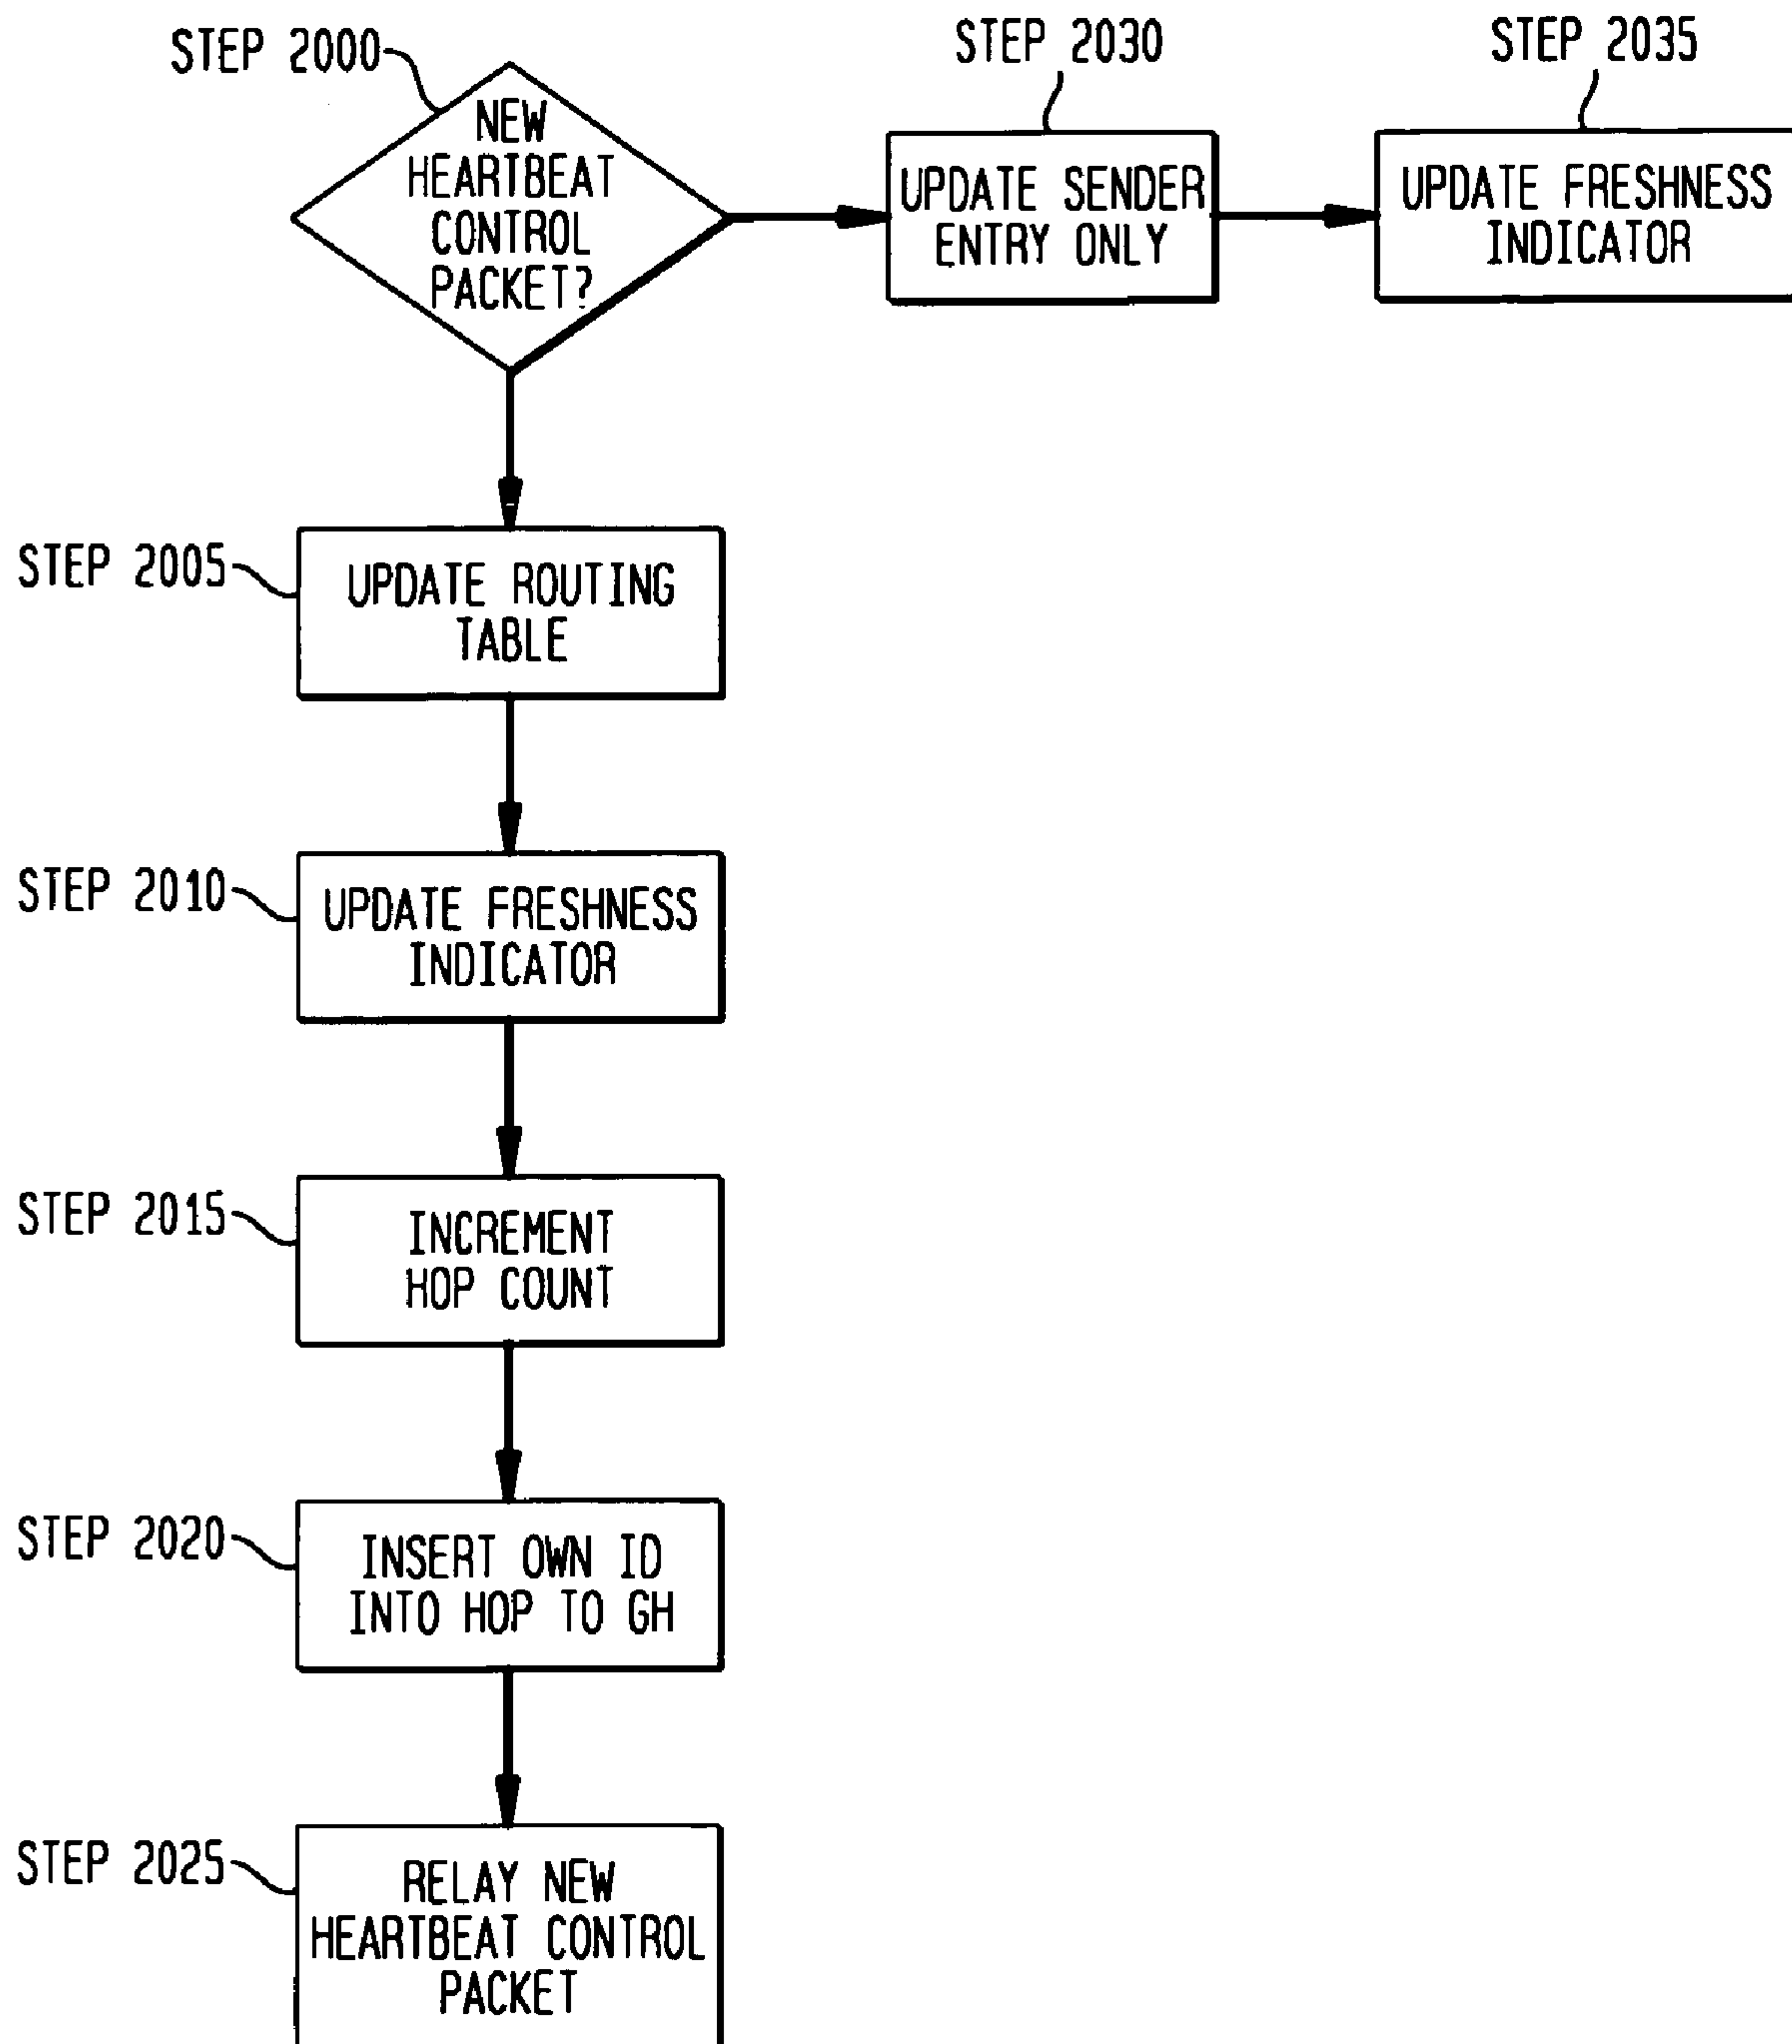 STEP 2000
NEW
HEARTBEAT
CONTROL
PACKET?
STEP 2030
UPDATE SENDER
ENTRY ONLY
STEP 2035
UPDATE FRESHNESS
INDICATOR
STEP 2005
UPDATE ROUTING
TABLE
STEP 2010
UPDATE FRESHNESS
INDICATOR
STEP 2015
INCREMENT
HOP COUNT
STEP 2020
INSERT OWN ID
INTO HOP TO GH
STEP 2025
RELAY NEW
HEARTBEAT CONTROL
PACKET